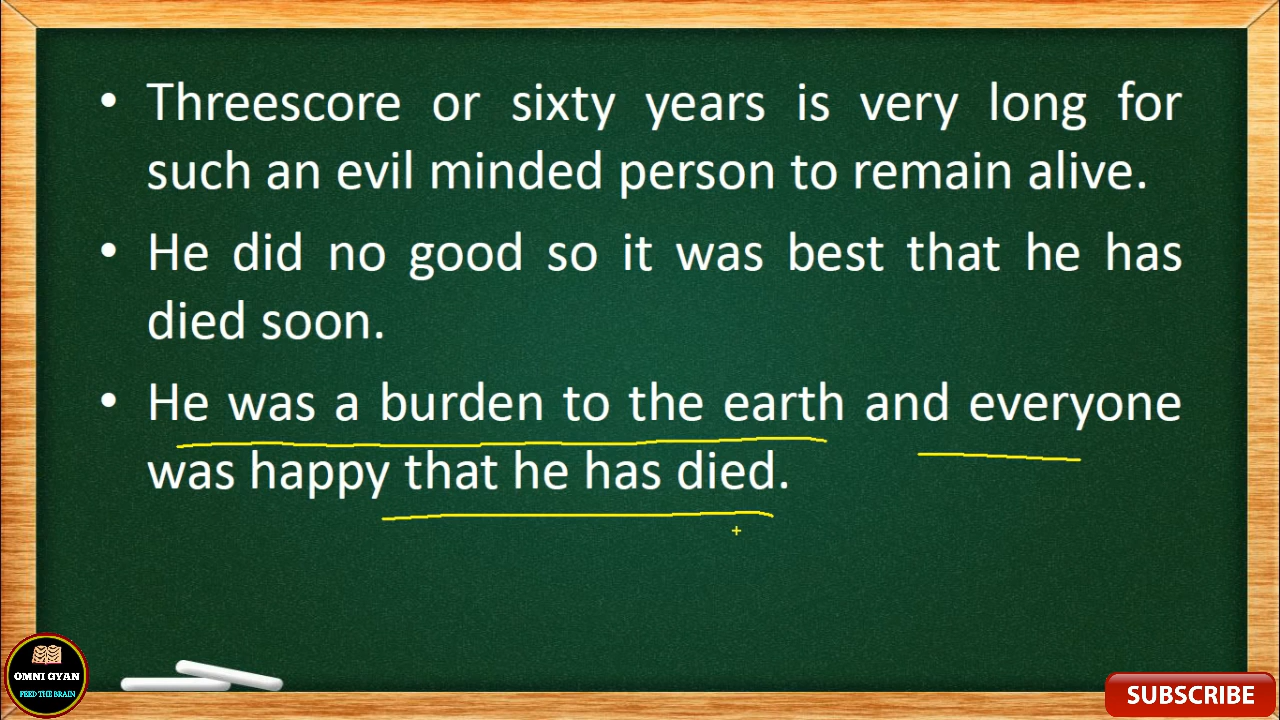 • Threescore or sixty years is very long for
such an evil minded person to remain alive.
• He did no good so it was best that he has
died soon.
• He was a burden to the earth and everyone
was happy that he has died.
OMNI GYAN
FEED THE BRAIN
SUBSCRIBE